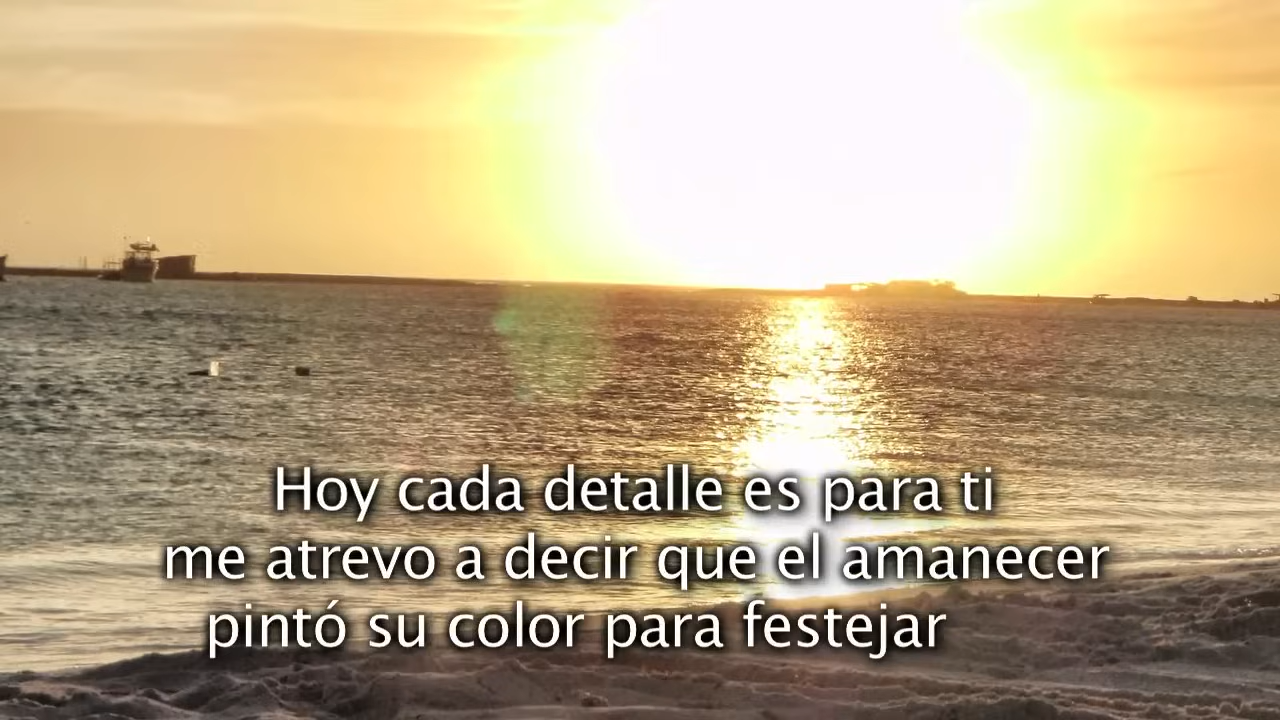 Hoy cada detalle es para ti
me atrevo a decir que el amanecer
pintó su color para festejar